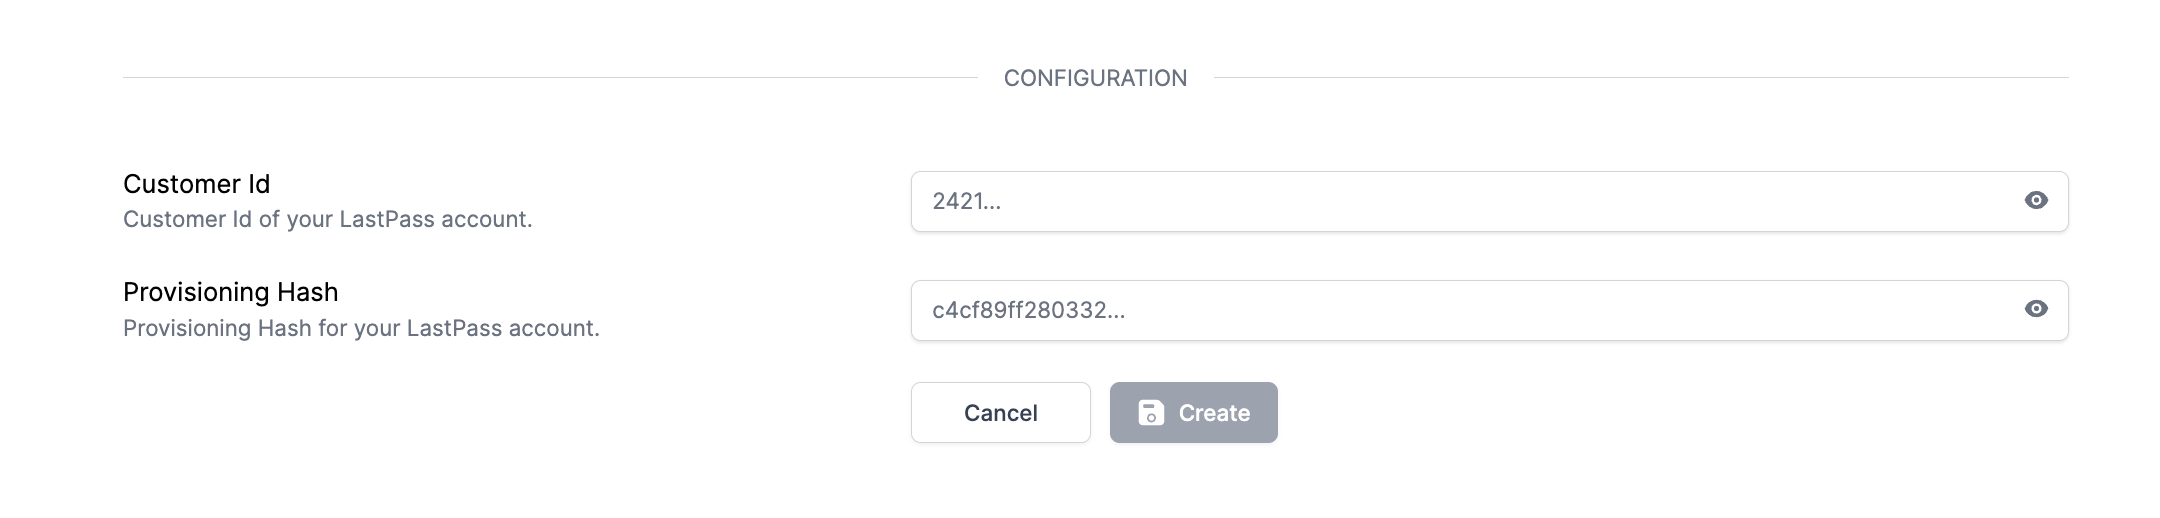 CONFIGURATION
Customer Id
Customer Id of your LastPass account.
2421...
Provisioning Hash
Provisioning Hash for your LastPass account.
c4cf89ff280332...
Cancel
Create